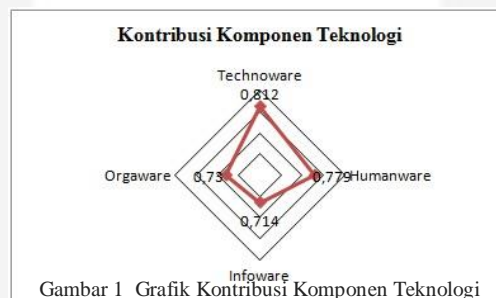 Kontribusi Komponen Teknologi
Technoware
0,812
Orgaware 0,73 0,779 Humanware
0,714
Infoware
Gambar 1 Grafik Kontribusi Komponen Teknologi